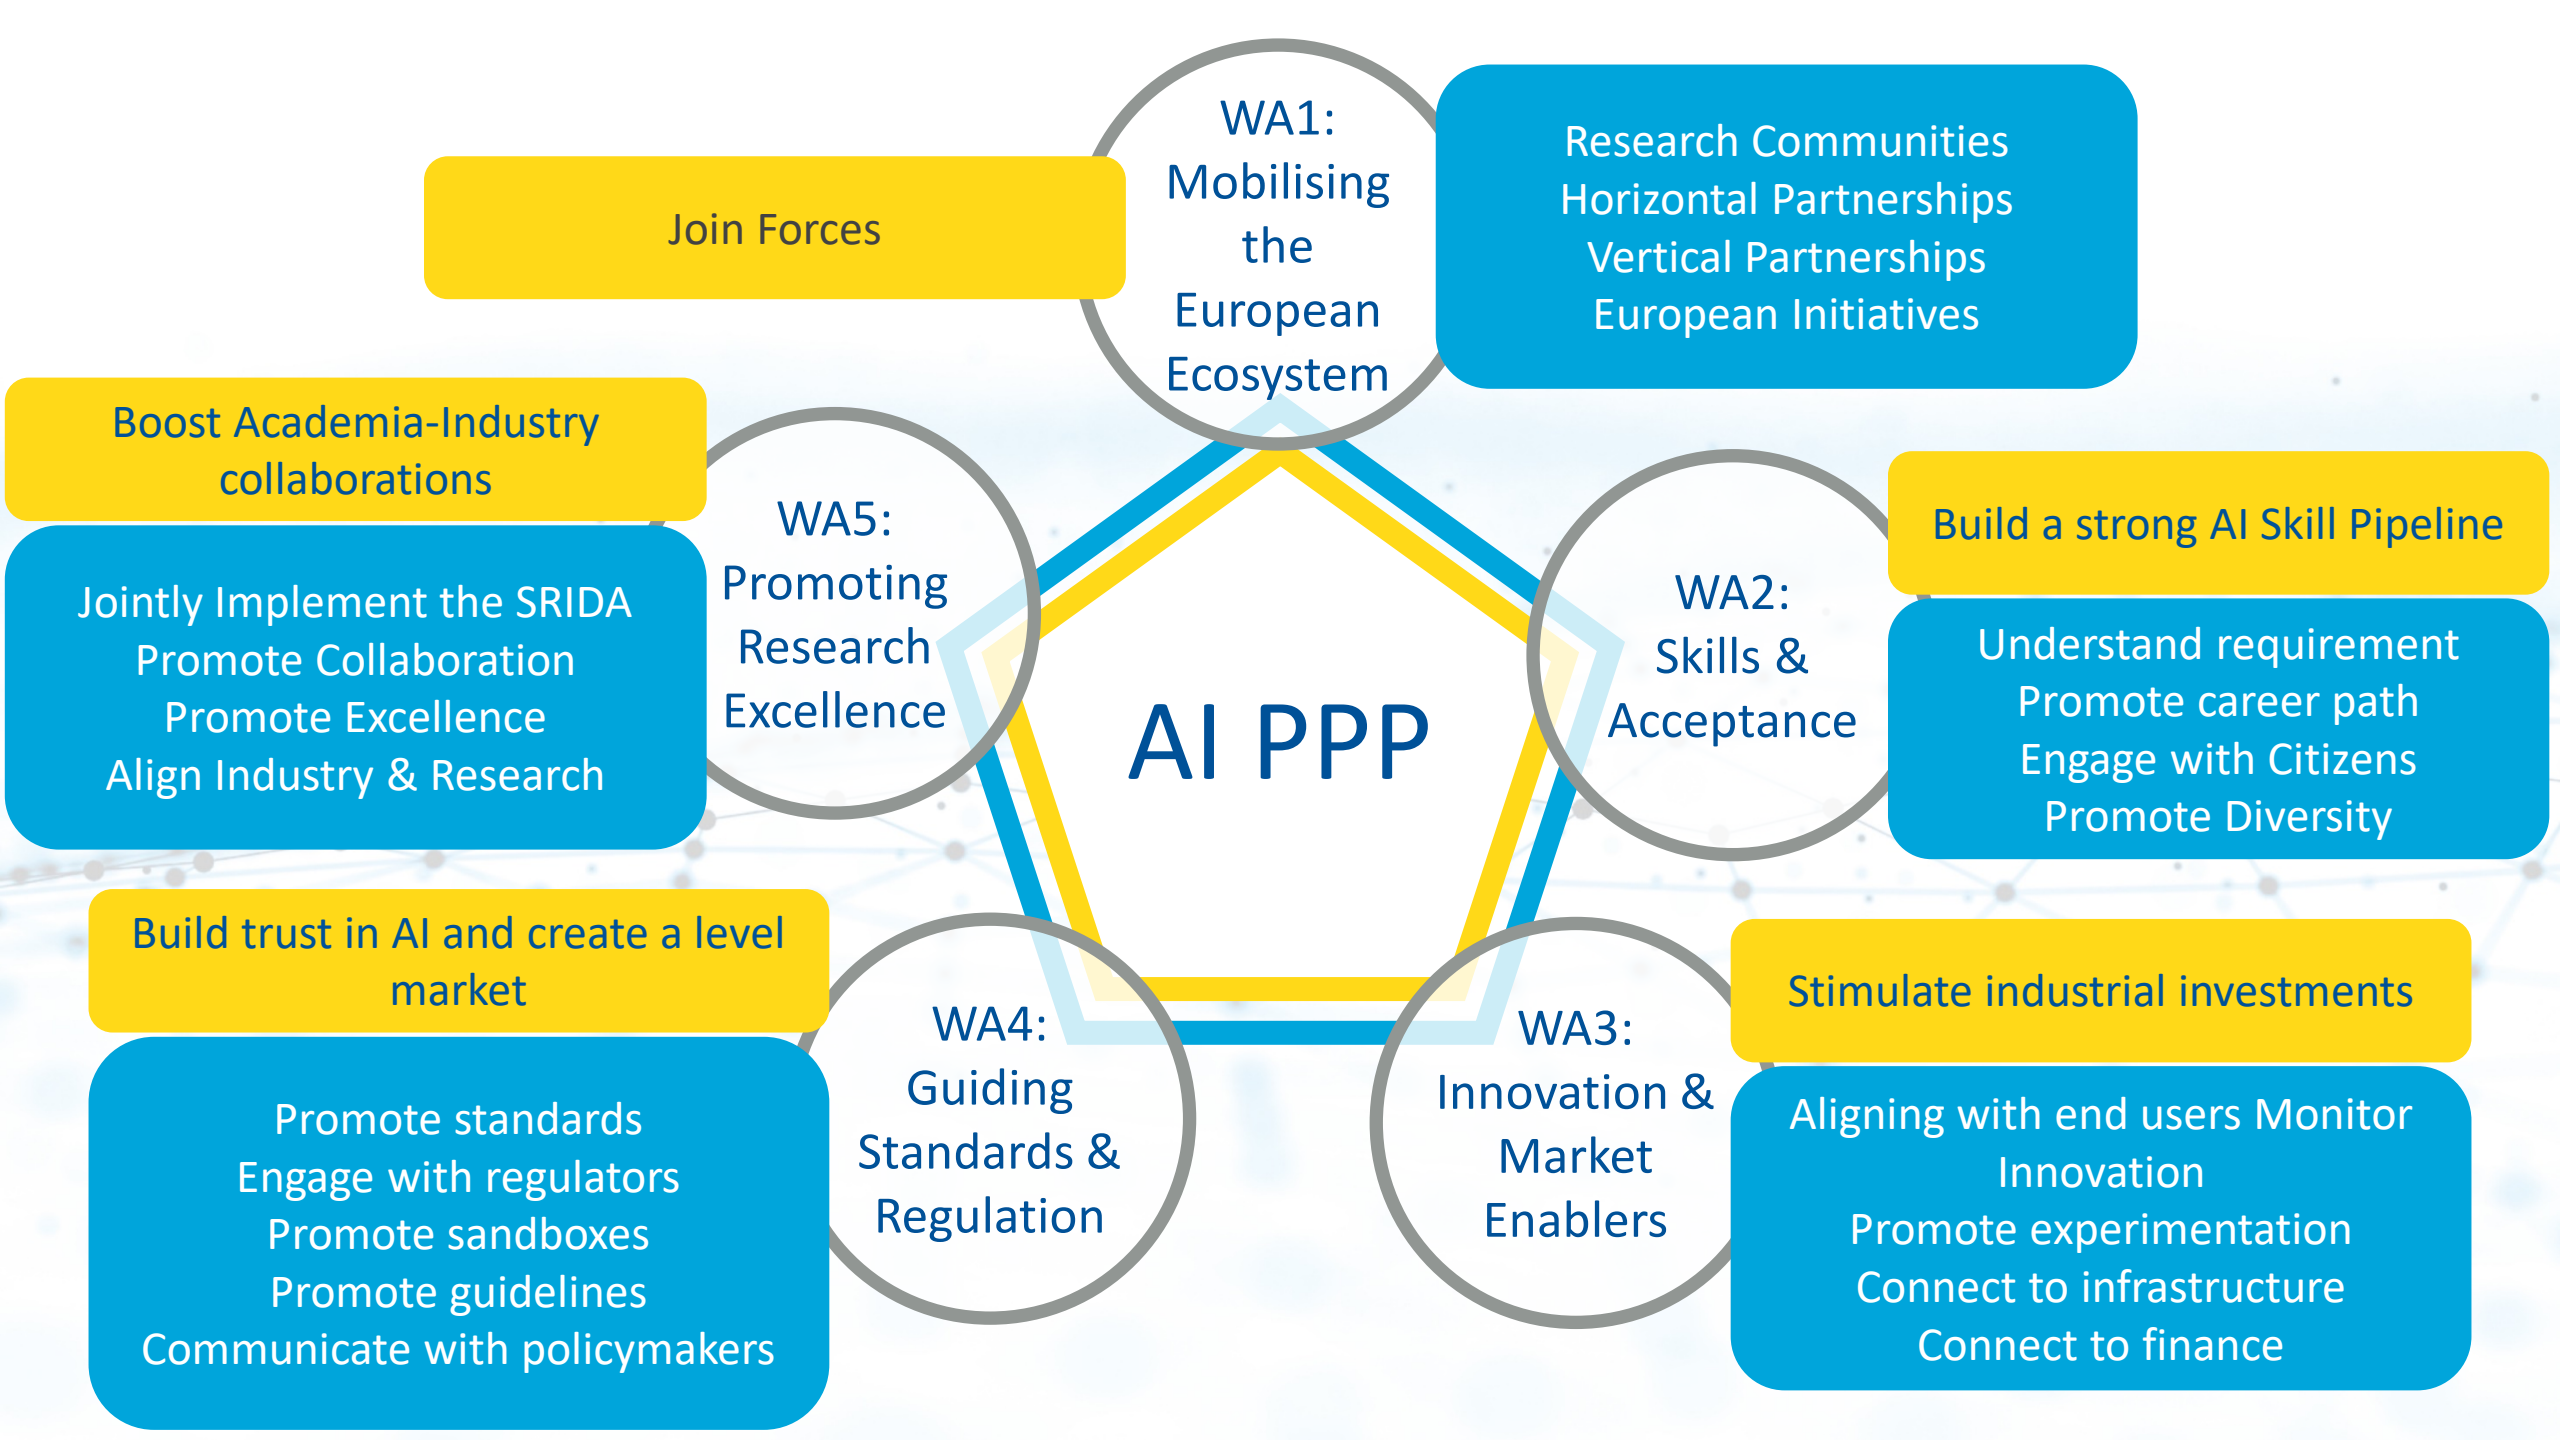 WA1:
Mobilising
the
European
Ecosystem
Join Forces
Research Communities
Horizontal Partnerships
Vertical Partnerships
European Initiatives
Boost Academia-Industry
collaborations
Jointly Implement the SRIDA
Promote Collaboration
Promote Excellence
Align Industry & Research
WA5:
Promoting
Research
Excellence
AI PPP
WA2:
Skills &
Acceptance
Build a strong AI Skill Pipeline
Understand requirement
Promote career path
Engage with Citizens
Promote Diversity
Build trust in AI and create a level
market
Promote standards
Engage with regulators
Promote sandboxes
Promote guidelines
Communicate with policymakers
WA4:
Guiding
Standards &
Regulation
WA3:
Innovation &
Market
Enablers
Stimulate industrial investments
Aligning with end users Monitor
Innovation
Promote experimentation
Connect to infrastructure
Connect to finance